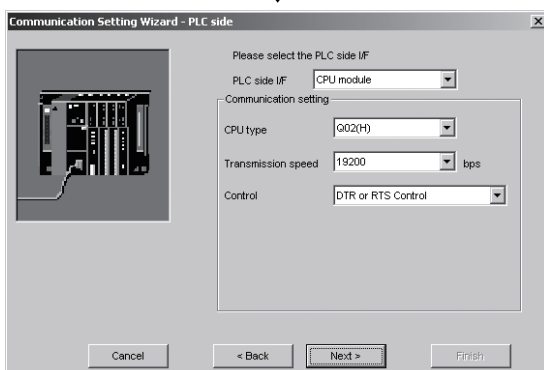 Communication Setting Wizard - PLC side
Please select the PLC side I/F
PLC side I/F CPU module
Communication setting
CPU type Q02(H)
Transmission speed 19200 bps
Control DTR or RTS Control
Cancel < Back Next > Finish